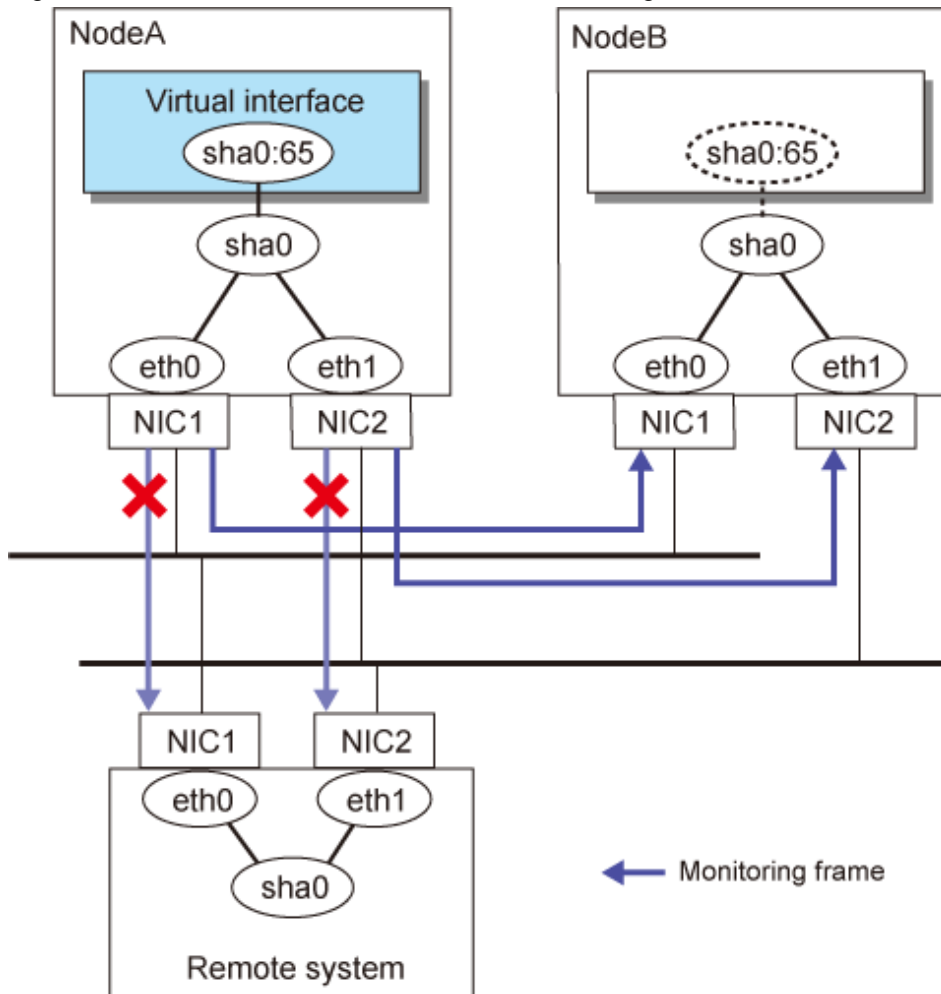 NodeA
Virtual interface
sha0:65
sha0
eth0
eth1
NIC1
NIC2
NodeB
sha0:65
sha0
eth0
eth1
NIC1
NIC2
NIC1
NIC2
eth0
eth1
sha0
Remote system
Monitoring frame